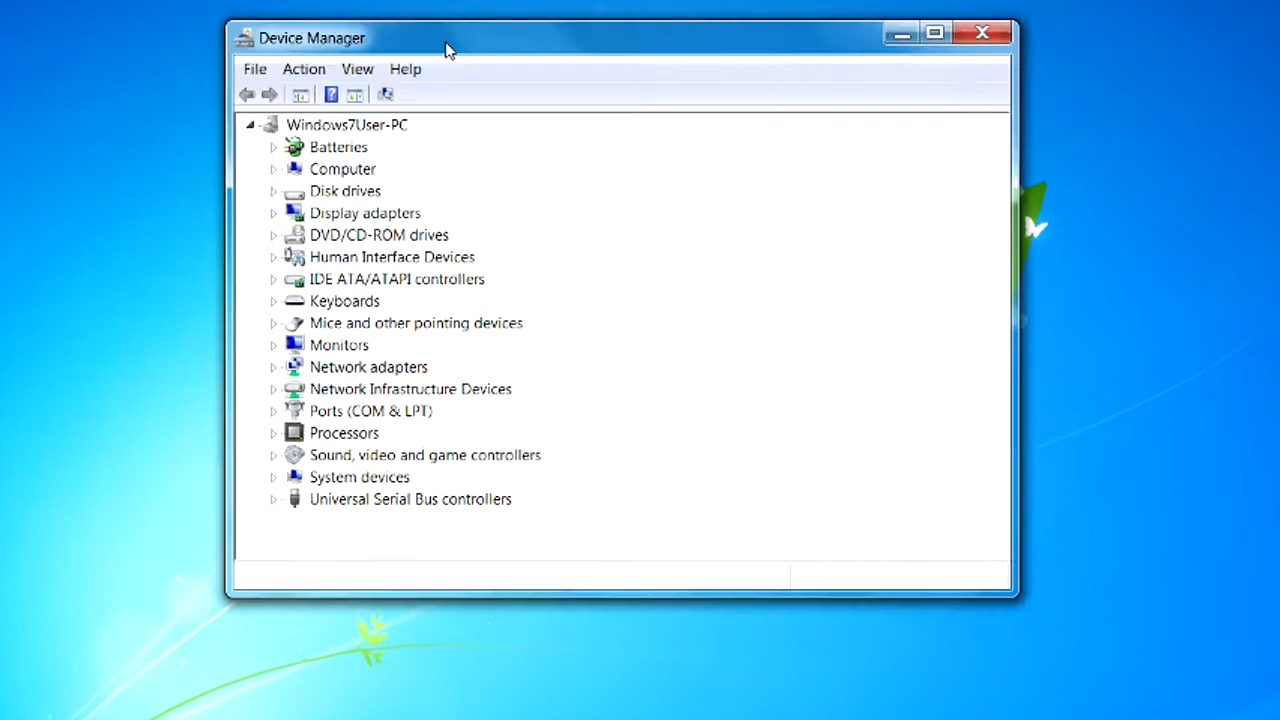 Device Manager
File Action View Help
Windows7User-PC
Batteries
Computer
Disk drives
Display adapters
DVD/CD-ROM drives
Human Interface Devices
IDE ATA/ATAPI controllers
Keyboards
Mice and other pointing devices
Monitors
Network adapters
Network Infrastructure Devices
Ports (COM & LPT)
Processors
Sound, video and game controllers
System devices
Universal Serial Bus controllers